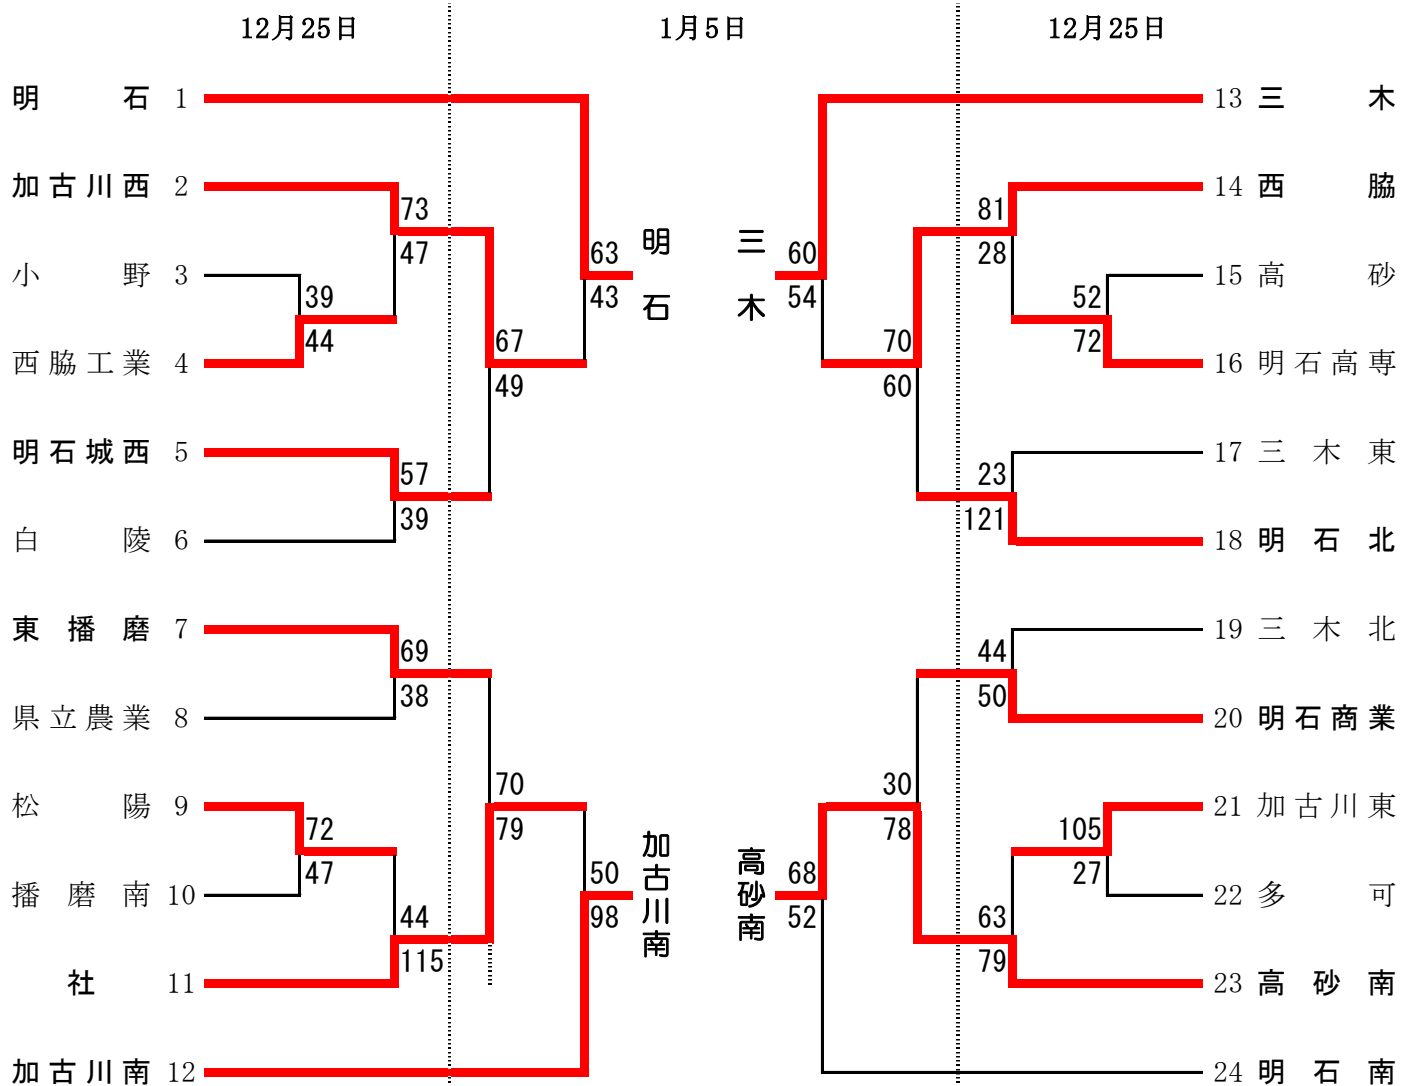 12月25日
1月5日
12月25日
明石 1
加古川西 2
小野 3
西脇工業 4
明石城西 5
白陵 6
東播磨 7
県立農業 8
松陽 9
播磨南 10
社 11
加古川南 12
73
47
39
44
57
39
69
38
72
47
44
115
67
49
70
79
63
43
50
98
明石
加古川南
三木
高砂南
60
54
68
52
70
60
30
78
81
28
52
72
23
121
44
50
105
27
63
79
13 三木
14 西脇
15 高砂
16 明石高専
17 三木東
18 明石北
19 三木北
20 明石商業
21 加古川東
22 多可
23 高砂南
24 明石南